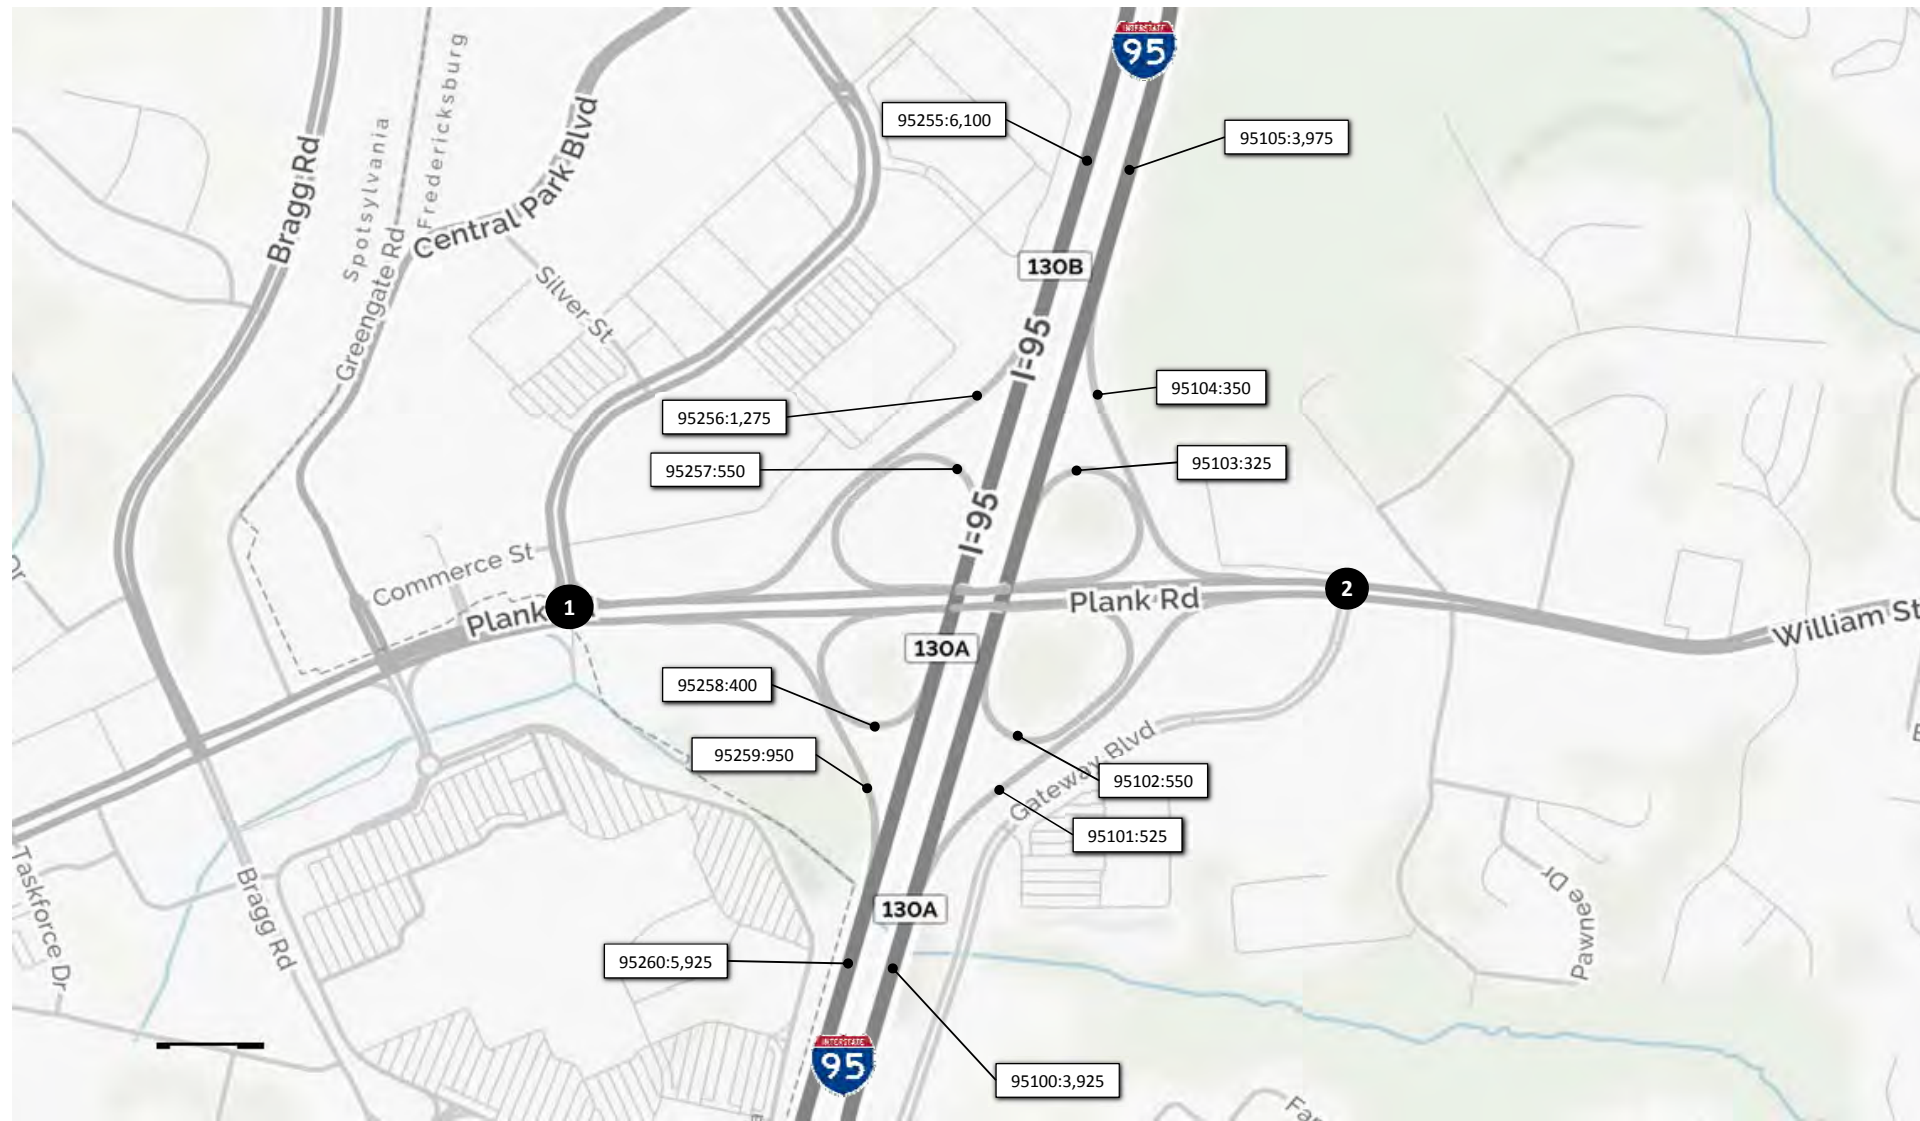 INTERSTATE
95
95255:6,100
95105:3,975
Bragg Rd
Spotsylvania
Fredericksburg
Greengate Rd
Central Park Blvd
Silver St
130B
I-95
95104:350
95256:1,275
95257:550
95103:325
I-95
Commerce St
Plank
1
Plank Rd
2
William St
130A
95258:400
95259:950
Gateway Blvd
95102:550
95101:525
130A
Taskforce Dr
Bragg Rd
Pawnee Dr
95260:5,925
INTERSTATE
95
95100:3,925
Dr